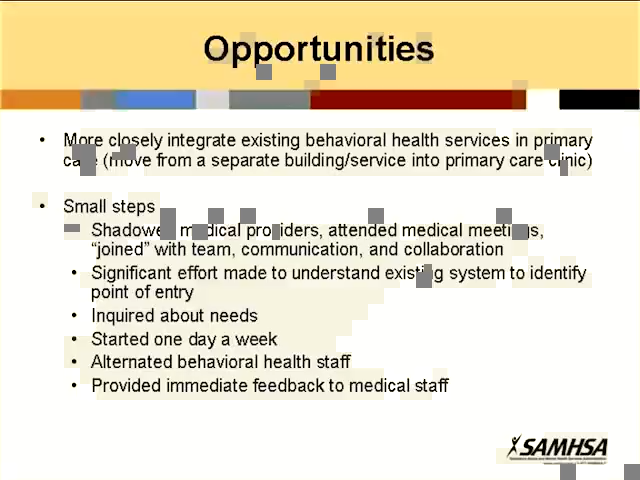 Opportunities
• More closely integrate existing behavioral health services in primary
care (move from a separate building/service into primary care clinic)
• Small steps
Shadowed medical providers, attended medical meetings,
“joined” with team, communication, and collaboration
• Significant effort made to understand existing system to identify
point of entry
• Inquired about needs
• Started one day a week
• Alternated behavioral health staff
• Provided immediate feedback to medical staff
SAMHSA